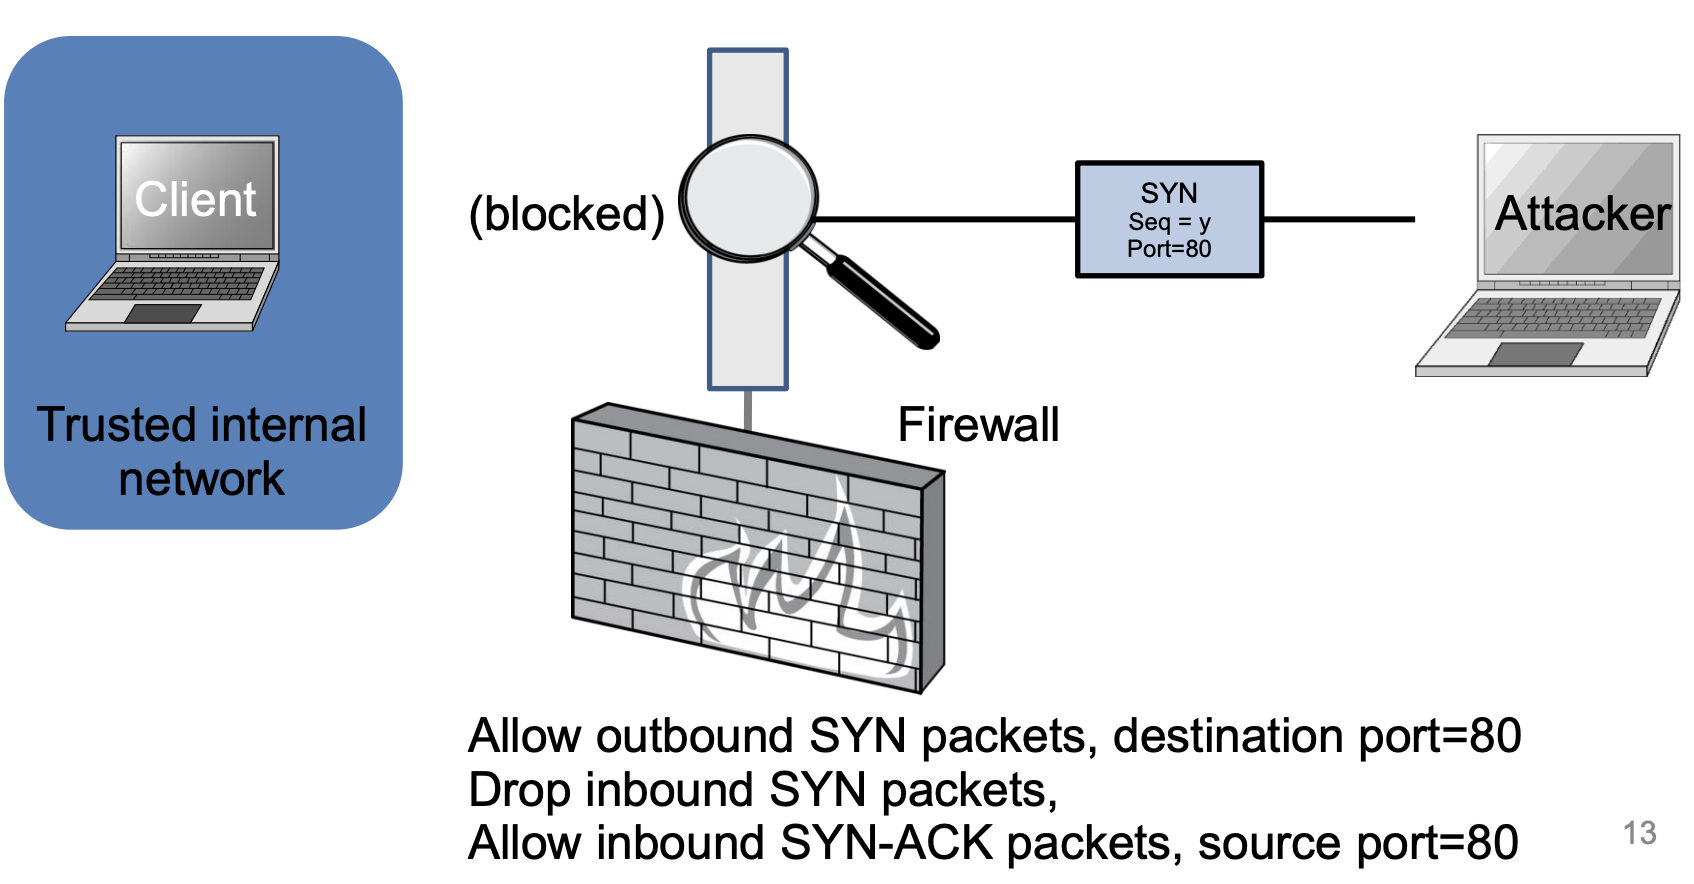 Client
Trusted internal
network
(blocked)
SYN
Seq = y
Port=80
Attacker
Firewall
Allow outbound SYN packets, destination port=80
Drop inbound SYN packets,
Allow inbound SYN-ACK packets, source port=80
13